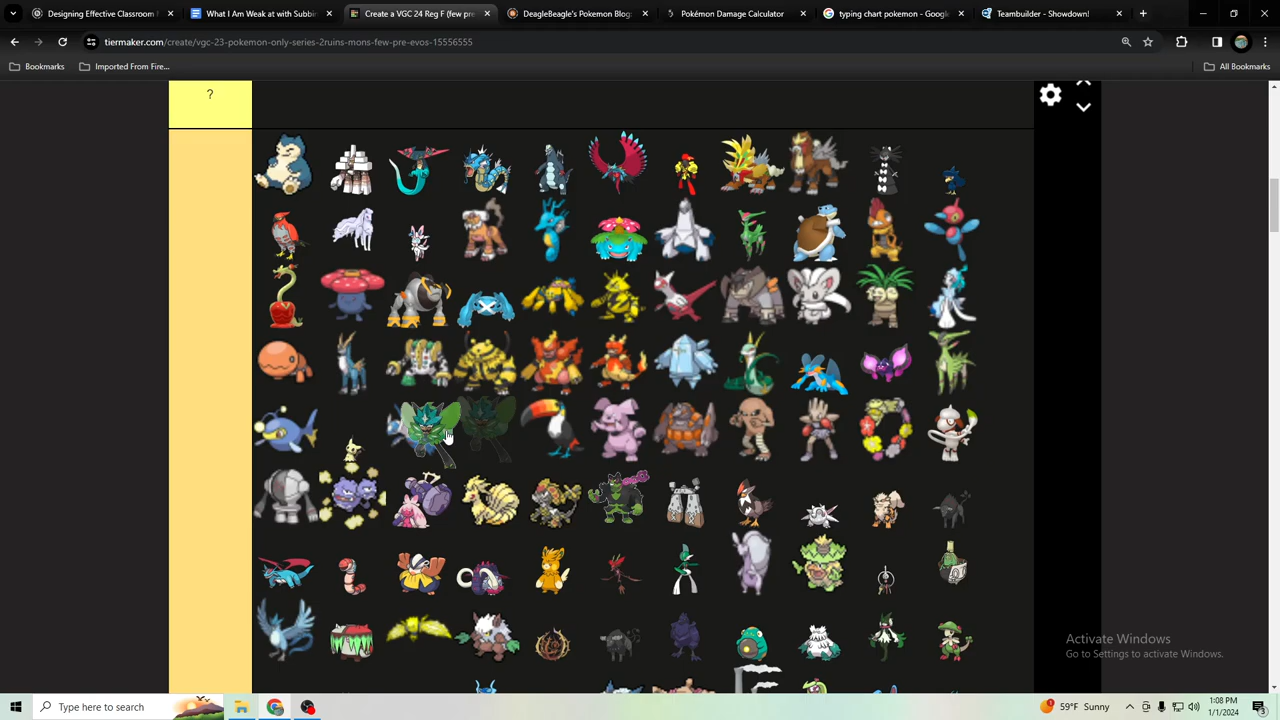 Designing Effective Classroom
What I Am Weak at with Subbin
Create a VGC 24 Reg F (few pre
DeagleBeagle's Pokemon Blog:
Pokémon Damage Calculator
typing chart pokemon - Google
Teambuilder - Showdown!
tiermaker.com/create/vgc-23-pokemon-only-series-2ruins-mons-few-pre-evos-15556555
Bookmarks
Imported From Fire...
All Bookmarks
?
Activate Windows
Go to Settings to activate Windows.
Type here to search
59°F Sunny
1:08 PM
1/1/2024
3